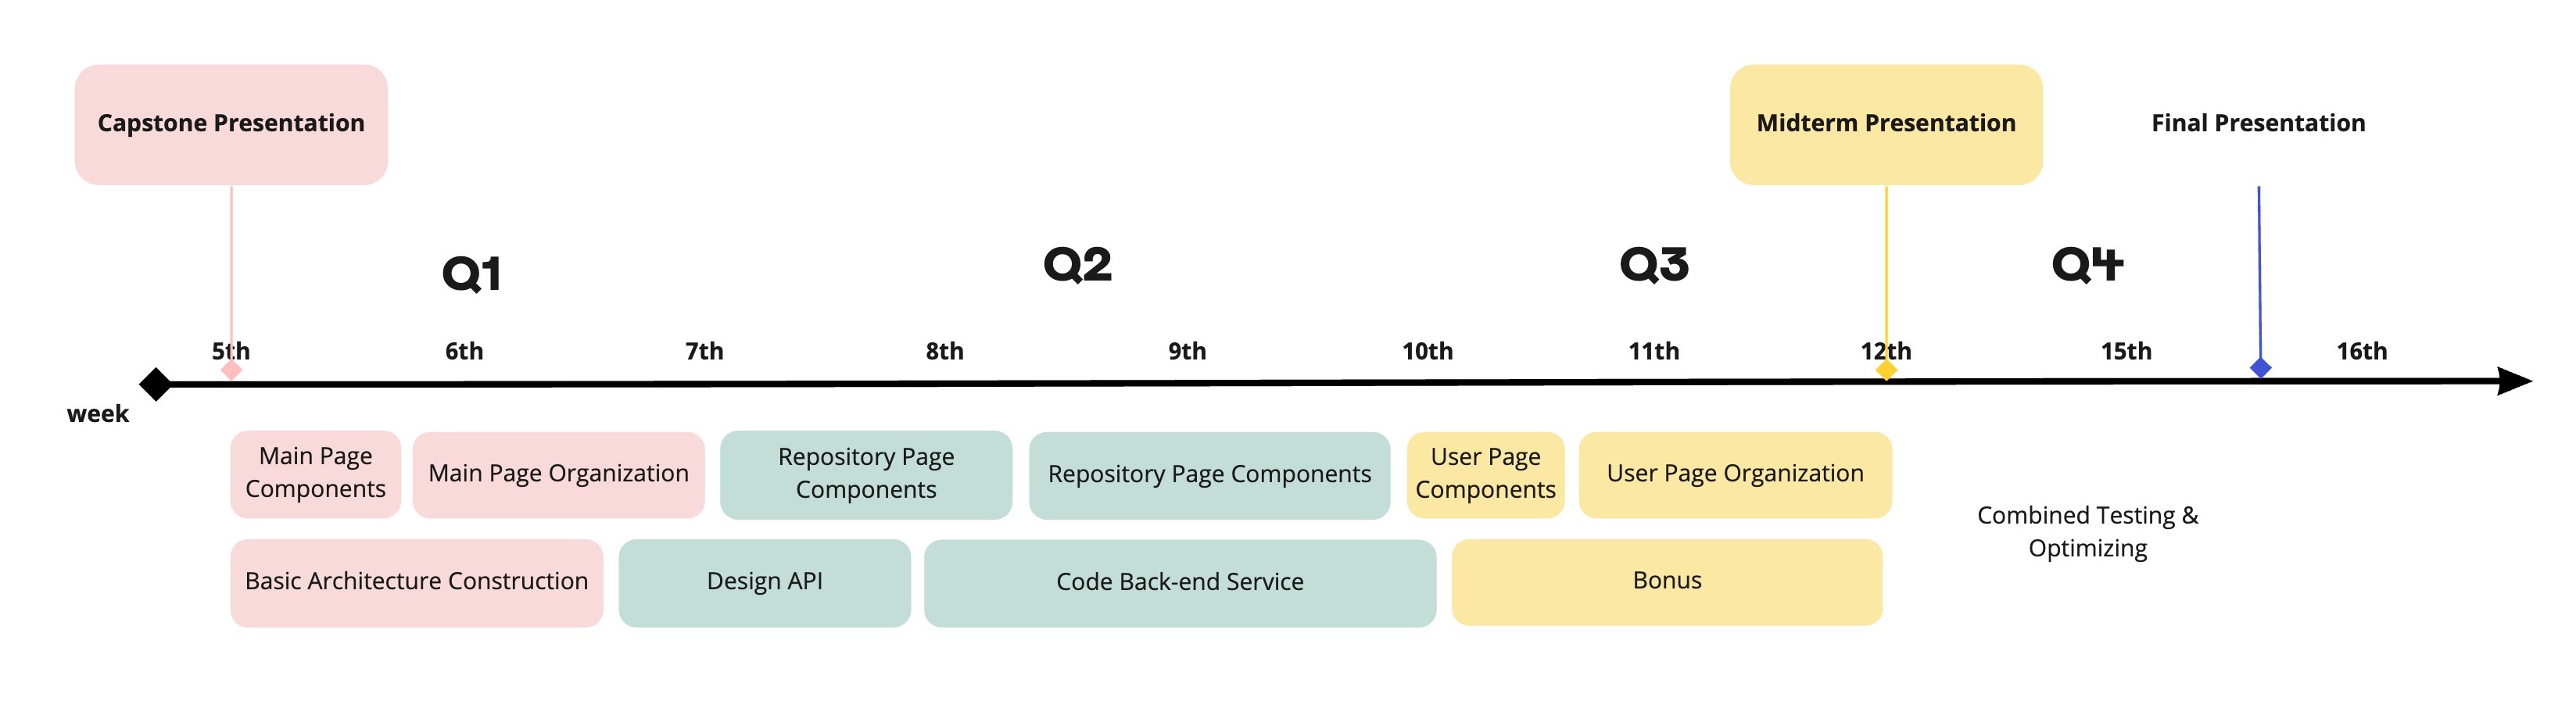 Capstone Presentation
Midterm Presentation
Final Presentation
Q1
Q2
Q3
Q4
5th
6th
7th
8th
9th
10th
11th
12th
15th
16th
week
Main Page
Components
Main Page Organization
Repository Page
Components
Repository Page Components
User Page
Components
User Page Organization
Combined Testing &
Optimizing
Basic Architecture Construction
Design API
Code Back-end Service
Bonus